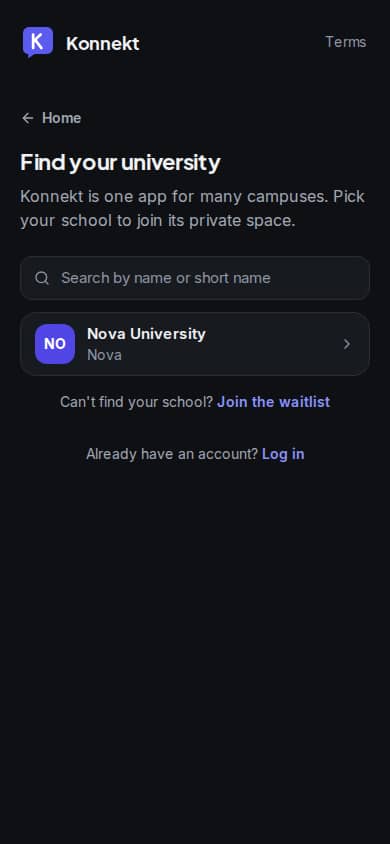 K Konnekt
Terms
Home
Find your university
Konnekt is one app for many campuses. Pick
your school to join its private space.
Search by name or short name
NO
Nova University
Nova
Can't find your school? Join the waitlist
Already have an account? Log in